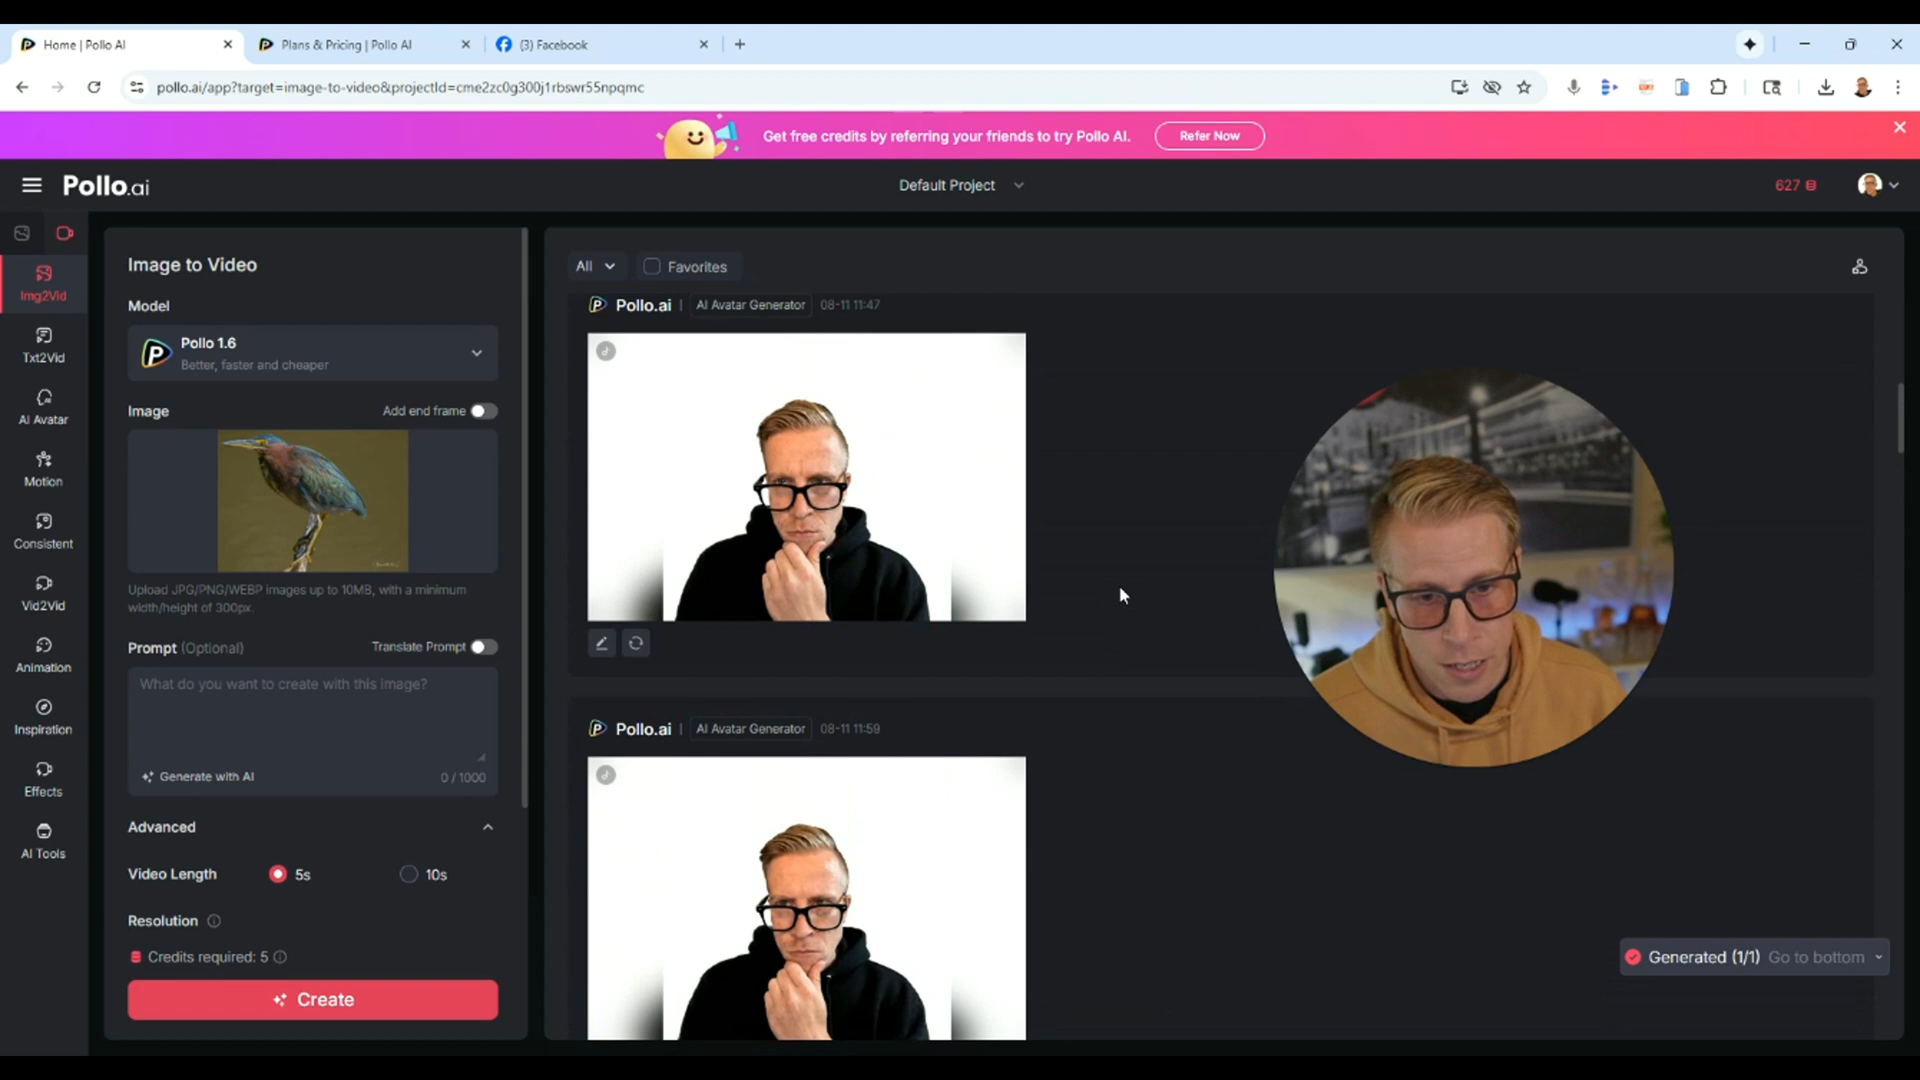 Home | Pollo AI
Plans & Pricing | Pollo AI
(3) Facebook
pollo.ai/app?target=image-to-video&projectId=cme2zc0g300j1rbswr55npqmc
Get free credits by referring your friends to try Pollo AI.
Refer Now
Pollo.ai
Default Project
627
Img2Vid
Txt2Vid
AI Avatar
Motion
Consistent
Vid2Vid
Animation
Inspiration
Effects
AI Tools
Image to Video
Model
Pollo 1.6
Better, faster and cheaper
Image
Add end frame
Upload JPG/PNG/WEBP images up to 10MB, with a minimum
width/height of 300px.
Prompt (Optional)
Translate Prompt
What do you want to create with this image?
Generate with AI
0 / 1000
Advanced
Video Length
5s
10s
Resolution
Credits required: 5
Create
All
Favorites
Pollo.ai | AI Avatar Generator 08-11 11:47
Pollo.ai | AI Avatar Generator 08-11 11:59
Generated (1/1) Go to bottom